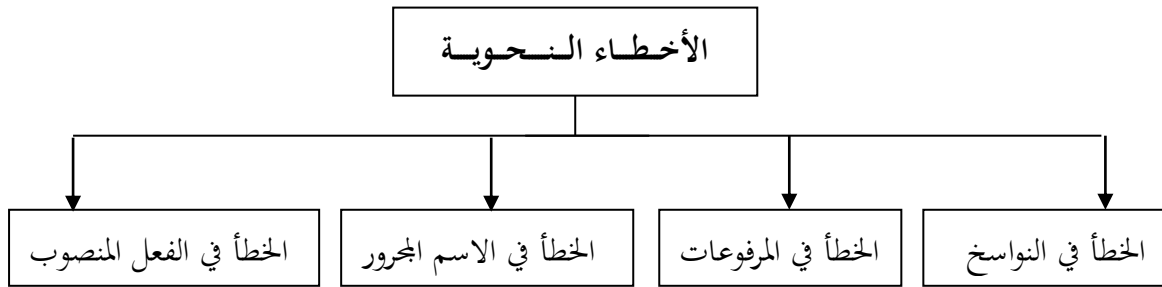 الأخطاء النحوية
الخطأ في النواسخ
الخطأ في المرفوعات
الخطأ في الاسم المجرور
الخطأ في الفعل المنصوب